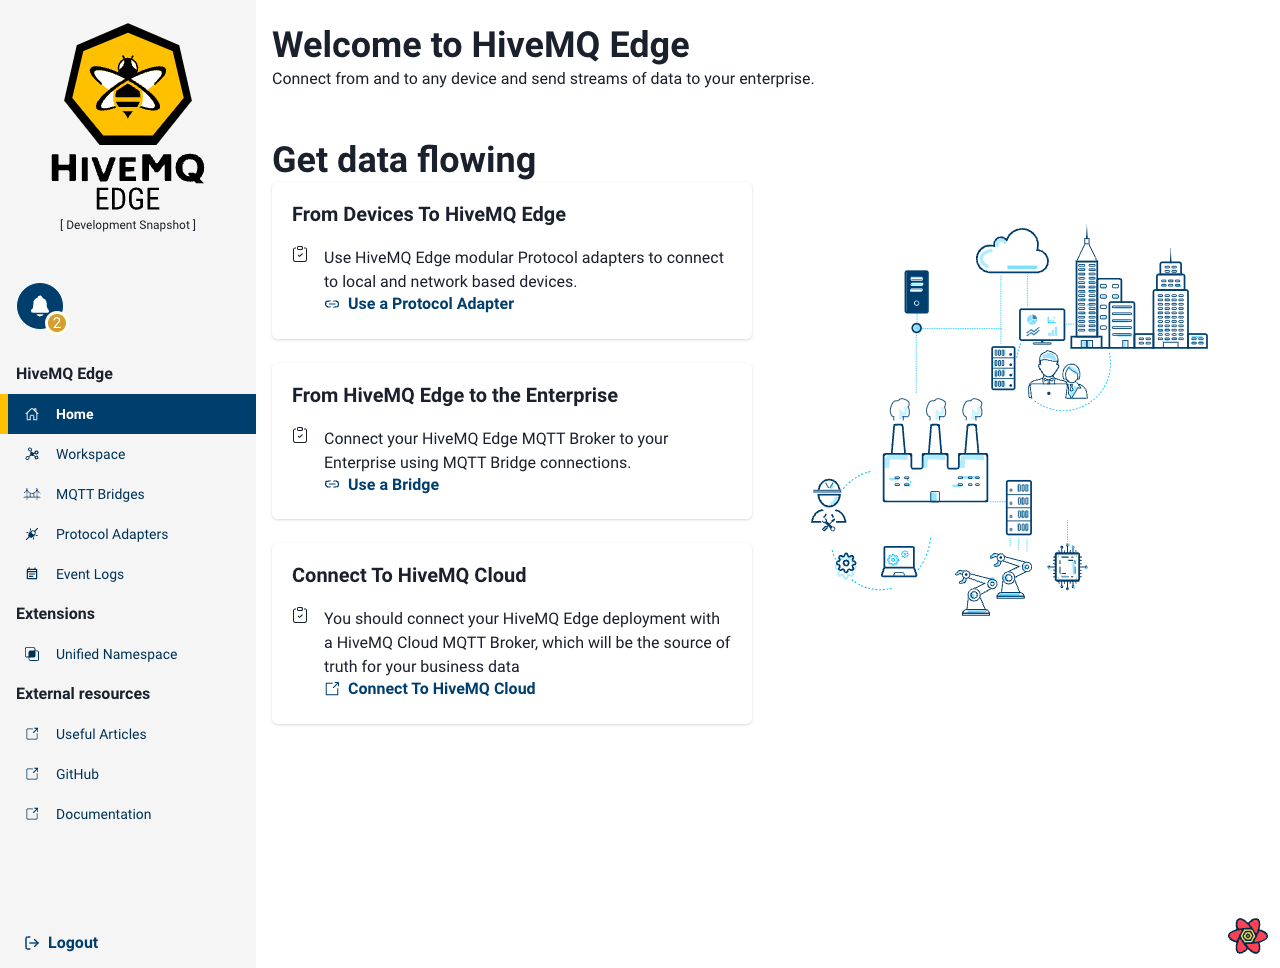 HIVEMQ
EDGE
[ Development Snapshot ]
2
HiveMQ Edge
Home
Workspace
MQTT Bridges
Protocol Adapters
Event Logs
Extensions
Unified Namespace
External resources
Useful Articles
GitHub
Documentation
Logout
Welcome to HiveMQ Edge
Connect from and to any device and send streams of data to your enterprise.
Get data flowing
From Devices To HiveMQ Edge
Use HiveMQ Edge modular Protocol adapters to connect
to local and network based devices.
Use a Protocol Adapter
From HiveMQ Edge to the Enterprise
Connect your HiveMQ Edge MQTT Broker to your
Enterprise using MQTT Bridge connections.
Use a Bridge
Connect To HiveMQ Cloud
You should connect your HiveMQ Edge deployment with
a HiveMQ Cloud MQTT Broker, which will be the source of
truth for your business data
Connect To HiveMQ Cloud